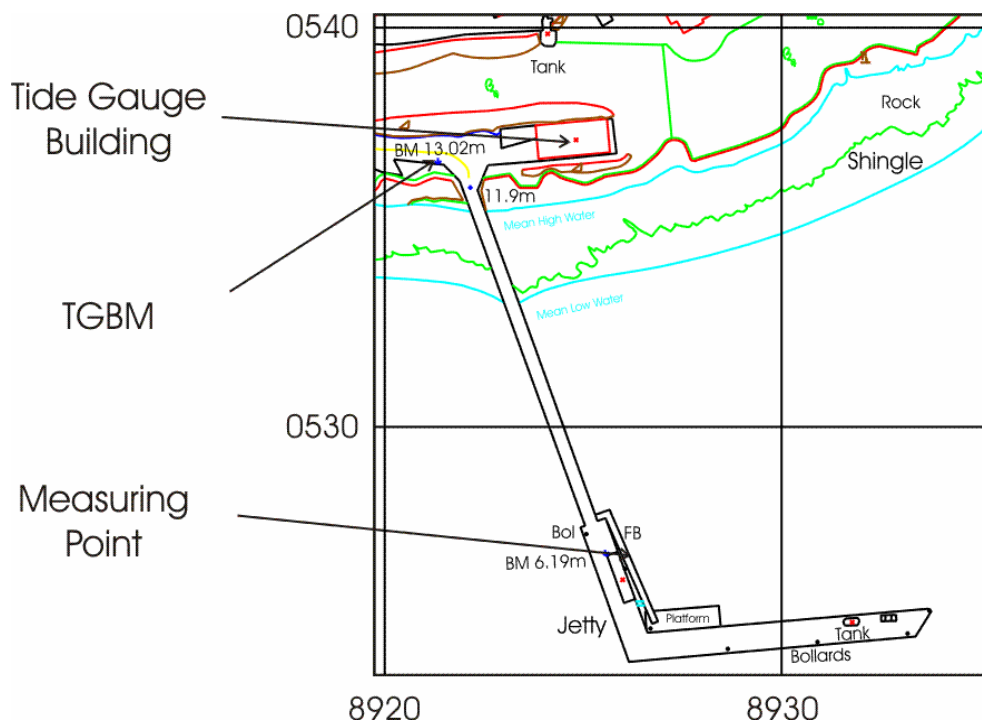 0540
Tank
Tide Gauge
Building
Rock
BM 13.02m
Shingle
11.9m
Mean High Water
TGBM
Mean Low Water
0530
Measuring
Point
Bol
FB
BM 6.19m
Jetty
Platform
Tank
Bollards
8920
8930